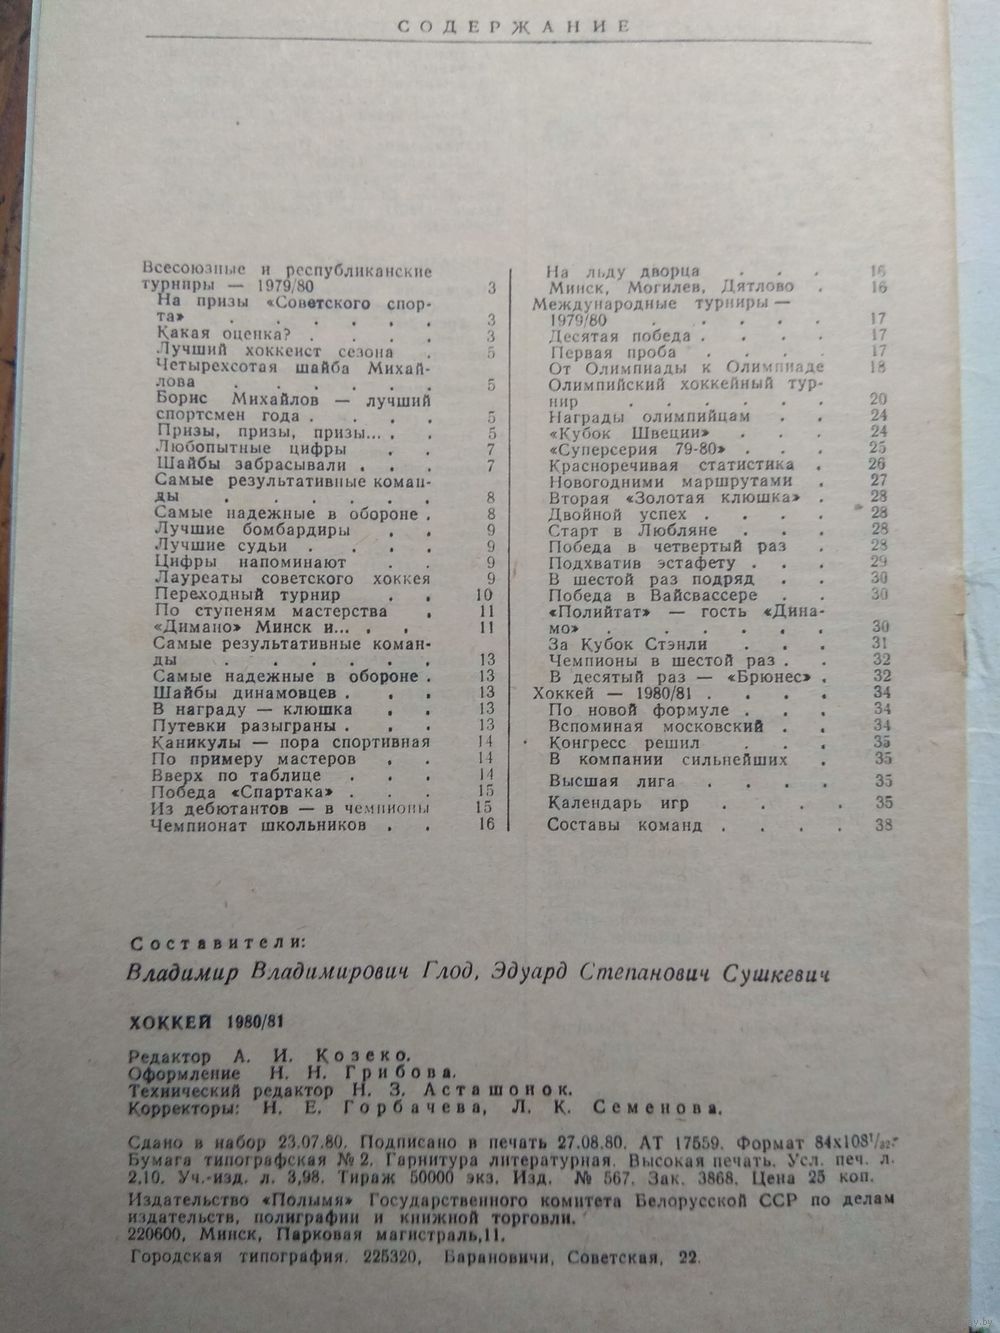 СОДЕРЖАНИЕ
Всесоюзные и республиканские
турниры — 1979/80 3
На призы «Советского спор-
та» . . . . . . 3
Какая оценка? . . . . 3
Лучший хоккеист сезона . 5
Четырехсотая шайба Михай-
лова . . . . . . 5
Борис Михайлов — лучший
спортсмен года . . . . 5
Призы, призы, призы... . . 5
Любопытные цифры . . 7
Шайбы забрасывали . . . 7
Самые результативные коман-
ды . . . . . . 8
Самые надежные в обороне . 8
Лучшие бомбардиры . . 9
Лучшие судьи . . . . 9
Цифры напоминают . . 9
Лауреаты советского хоккея 9
Переходный турнир . . 10
По ступеням мастерства . 11
«Димано» Минск и... . . 11
Самые результативные коман-
ды . . . . . . 13
Самые надежные в обороне . 13
Шайбы динамовцев . . . 13
В награду — клюшка . . 13
Путевки разыграны . . . 13
Каникулы — пора спортивная 14
По примеру мастеров . . 14
Вверх по таблице . . . 14
Победа «Спартака» . . . 15
Из дебютантов — в чемпионы 15
Чемпионат школьников . . 16
На льду дворца . . . 16
Минск, Могилев, Дятлово . 16
Международные турниры —
1979/80 . . . . . 17
Десятая победа . . . . 17
Первая проба . . . . 17
От Олимпиады к Олимпиаде 18
Олимпийский хоккейный тур-
нир . . . . . . 20
Награды олимпийцам . . 24
«Кубок Швеции» . . . 24
«Суперсерия 79-80» . . . 25
Красноречивая статистика . 26
Новогодними маршрутами . 27
Вторая «Золотая клюшка» . 28
Двойной успех . . . . 28
Старт в Любляне . . . 28
Победа в четвертый раз . 28
Подхватив эстафету . . . 29
В шестой раз подряд . . 30
Победа в Вайсвассере . . 30
«Полийтат» — гость «Дина-
мо» . . . . . . 30
За Кубок Стэнли . . . 31
Чемпионы в шестой раз . . 32
В десятый раз — «Брюнес» . 32
Хоккей — 1980/81 . . . . 34
По новой формуле . . . 34
Вспоминая московский . . 34
Конгресс решил . . . 35
В компании сильнейших . 35
Высшая лига . . . . 35
Календарь игр . . . . 35
Составы команд . . . . 38
Составители:
Владимир Владимирович Глод, Эдуард Степанович Сушкевич
ХОККЕЙ 1980/81
Редактор А. И. Козеко.
Оформление Н. Н. Грибова.
Технический редактор Н. З. Асташонок.
Корректоры: Н. Е. Горбачева, Л. К. Семенова.
Сдано в набор 23.07.80. Подписано в печать 27.08.80. АТ 17559. Формат 84x108¹/₃₂.
Бумага типографская № 2. Гарнитура литературная. Высокая печать. Усл. печ. л.
2.10. Уч.-изд. л. 3,98. Тираж 50000 экз. Изд. № 567. Зак. 3868. Цена 25 коп.
Издательство «Полымя» Государственного комитета Белорусской ССР по делам
издательств, полиграфии и книжной торговли.
220600, Минск, Парковая магистраль,11.
Городская типография. 225320, Барановичи, Советская, 22.